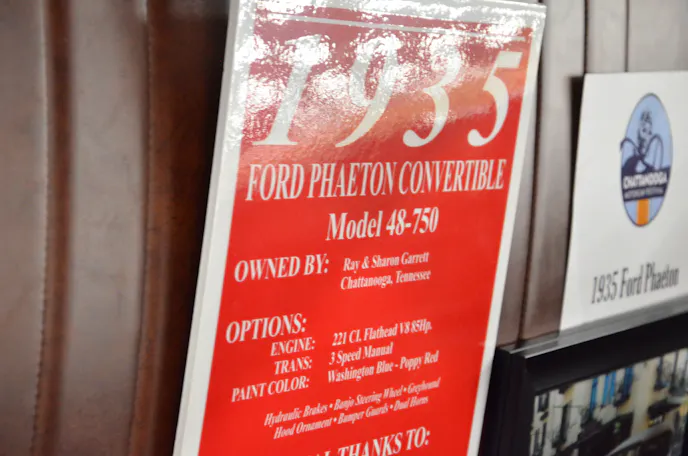 1935
FORD PHAETON CONVERTIBLE
Model 48-750
OWNED BY: Ray & Sharon Garrett
Chattanooga, Tennessee
OPTIONS:
ENGINE: 221 CI. Flathead V8 85Hp.
TRANS: 3 Speed Manual
PAINT COLOR: Washington Blue - Poppy Red
Hydraulic Brakes • Banjo Steering Wheel • Greyhound
Hood Ornament • Bumper Guards • Dual Horns
THANKS TO:
CHATTANOOGA
1935 Ford Phaeton